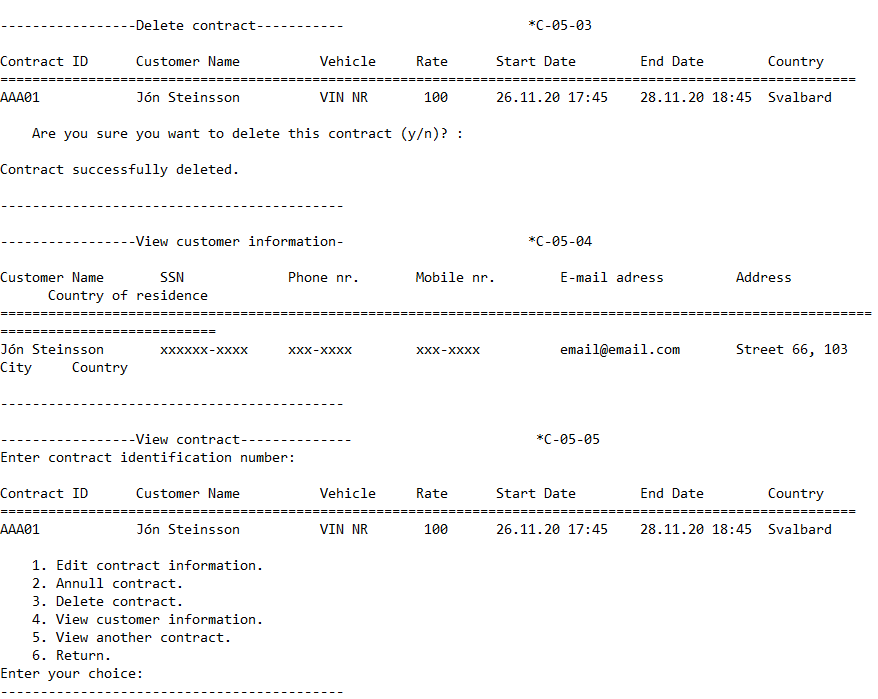 -----------------Delete contract-----------                       *C-05-03
Contract ID      Customer Name          Vehicle     Rate      Start Date        End Date        Country
===========================================================================================================
AAA01            Jón Steinsson          VIN NR       100      26.11.20 17:45    28.11.20 18:45  Svalbard
    Are you sure you want to delete this contract (y/n)? :
Contract successfully deleted.
-------------------------------------------
-----------------View customer information-                       *C-05-04
Customer Name       SSN             Phone nr.       Mobile nr.        E-mail adress         Address
      Country of residence
=============================================================================================================
===========================
Jón Steinsson       xxxxxx-xxxx     xxx-xxxx        xxx-xxxx          email@email.com       Street 66, 103
City     Country
-------------------------------------------
-----------------View contract--------------                       *C-05-05
Enter contract identification number:
Contract ID      Customer Name          Vehicle     Rate      Start Date        End Date        Country
===========================================================================================================
AAA01            Jón Steinsson          VIN NR       100      26.11.20 17:45    28.11.20 18:45  Svalbard
    1. Edit contract information.
    2. Annull contract.
    3. Delete contract.
    4. View customer information.
    5. View another contract.
    6. Return.
Enter your choice:
-------------------------------------------